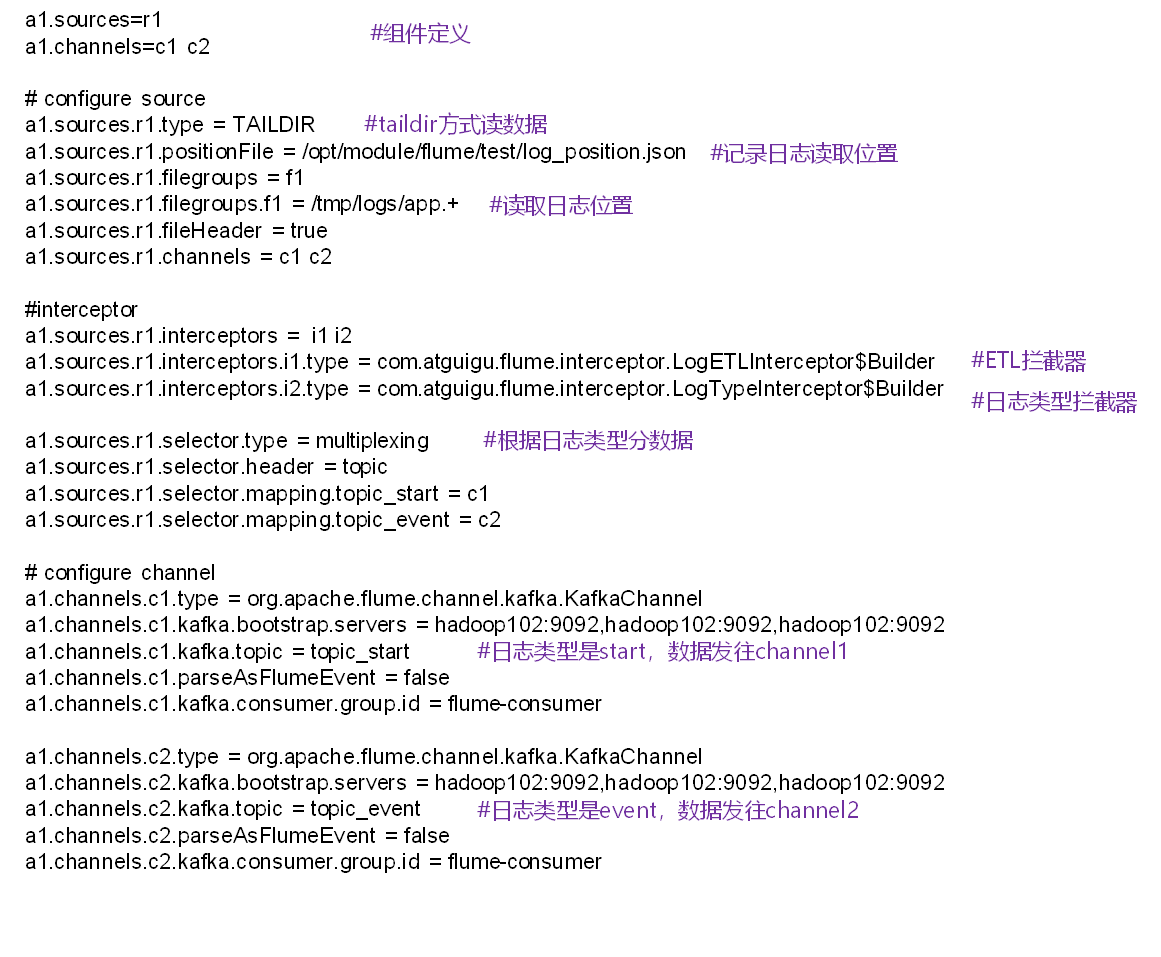 a1.sources=r1
#组件定义
a1.channels=c1 c2
# configure source
a1.sources.r1.type = TAILDIR #taildir方式读数据
a1.sources.r1.positionFile = /opt/module/flume/test/log_position.json #记录日志读取位置
a1.sources.r1.filegroups = f1
a1.sources.r1.filegroups.f1 = /tmp/logs/app.+ #读取日志位置
a1.sources.r1.fileHeader = true
a1.sources.r1.channels = c1 c2
#interceptor
a1.sources.r1.interceptors = i1 i2
a1.sources.r1.interceptors.i1.type = com.atguigu.flume.interceptor.LogETLInterceptor$Builder #ETL拦截器
a1.sources.r1.interceptors.i2.type = com.atguigu.flume.interceptor.LogTypeInterceptor$Builder #日志类型拦截器
a1.sources.r1.selector.type = multiplexing #根据日志类型分数据
a1.sources.r1.selector.header = topic
a1.sources.r1.selector.mapping.topic_start = c1
a1.sources.r1.selector.mapping.topic_event = c2
# configure channel
a1.channels.c1.type = org.apache.flume.channel.kafka.KafkaChannel
a1.channels.c1.kafka.bootstrap.servers = hadoop102:9092,hadoop102:9092,hadoop102:9092
a1.channels.c1.kafka.topic = topic_start #日志类型是start，数据发往channel1
a1.channels.c1.parseAsFlumeEvent = false
a1.channels.c1.kafka.consumer.group.id = flume-consumer
a1.channels.c2.type = org.apache.flume.channel.kafka.KafkaChannel
a1.channels.c2.kafka.bootstrap.servers = hadoop102:9092,hadoop102:9092,hadoop102:9092
a1.channels.c2.kafka.topic = topic_event #日志类型是event，数据发往channel2
a1.channels.c2.parseAsFlumeEvent = false
a1.channels.c2.kafka.consumer.group.id = flume-consumer